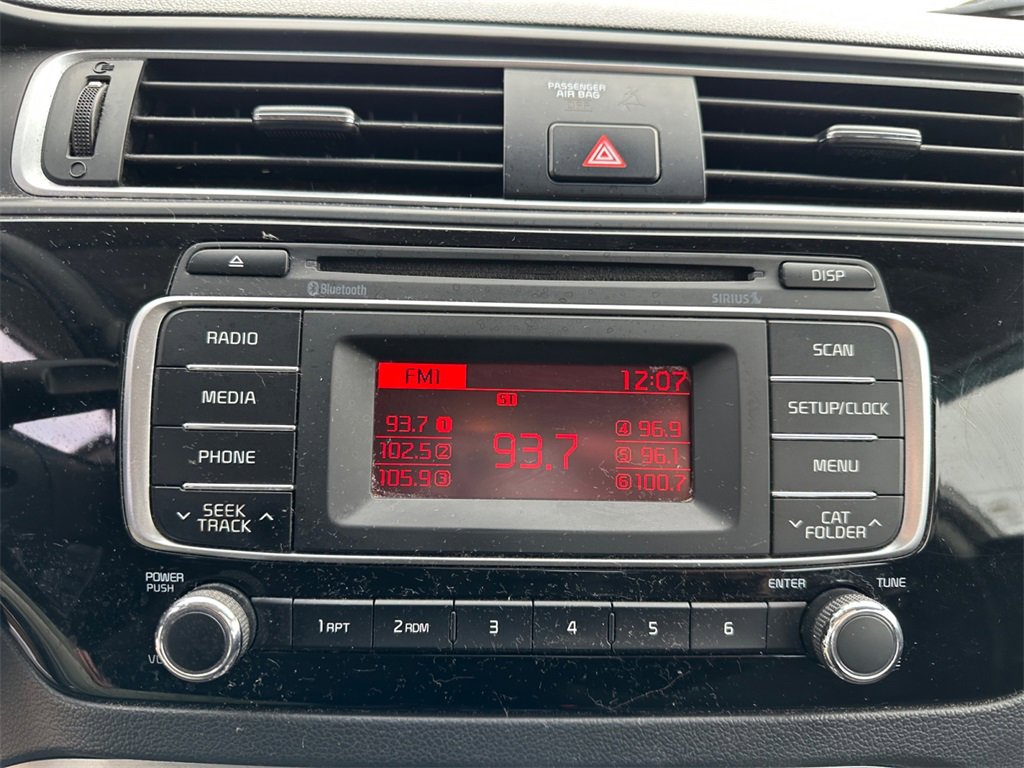 PASSENGER
AIR BAG
OFF
DISP
Bluetooth
SIRIUS
RADIO
MEDIA
PHONE
SEEK
TRACK
FM1 12:07
ST
93.7 1
102.5 2
105.9 3
93.7
4 96.9
5 96.1
6 100.7
SCAN
SETUP/CLOCK
MENU
CAT
FOLDER
POWER
PUSH
ENTER
TUNE
1 RPT
2 RDM
3
4
5
6